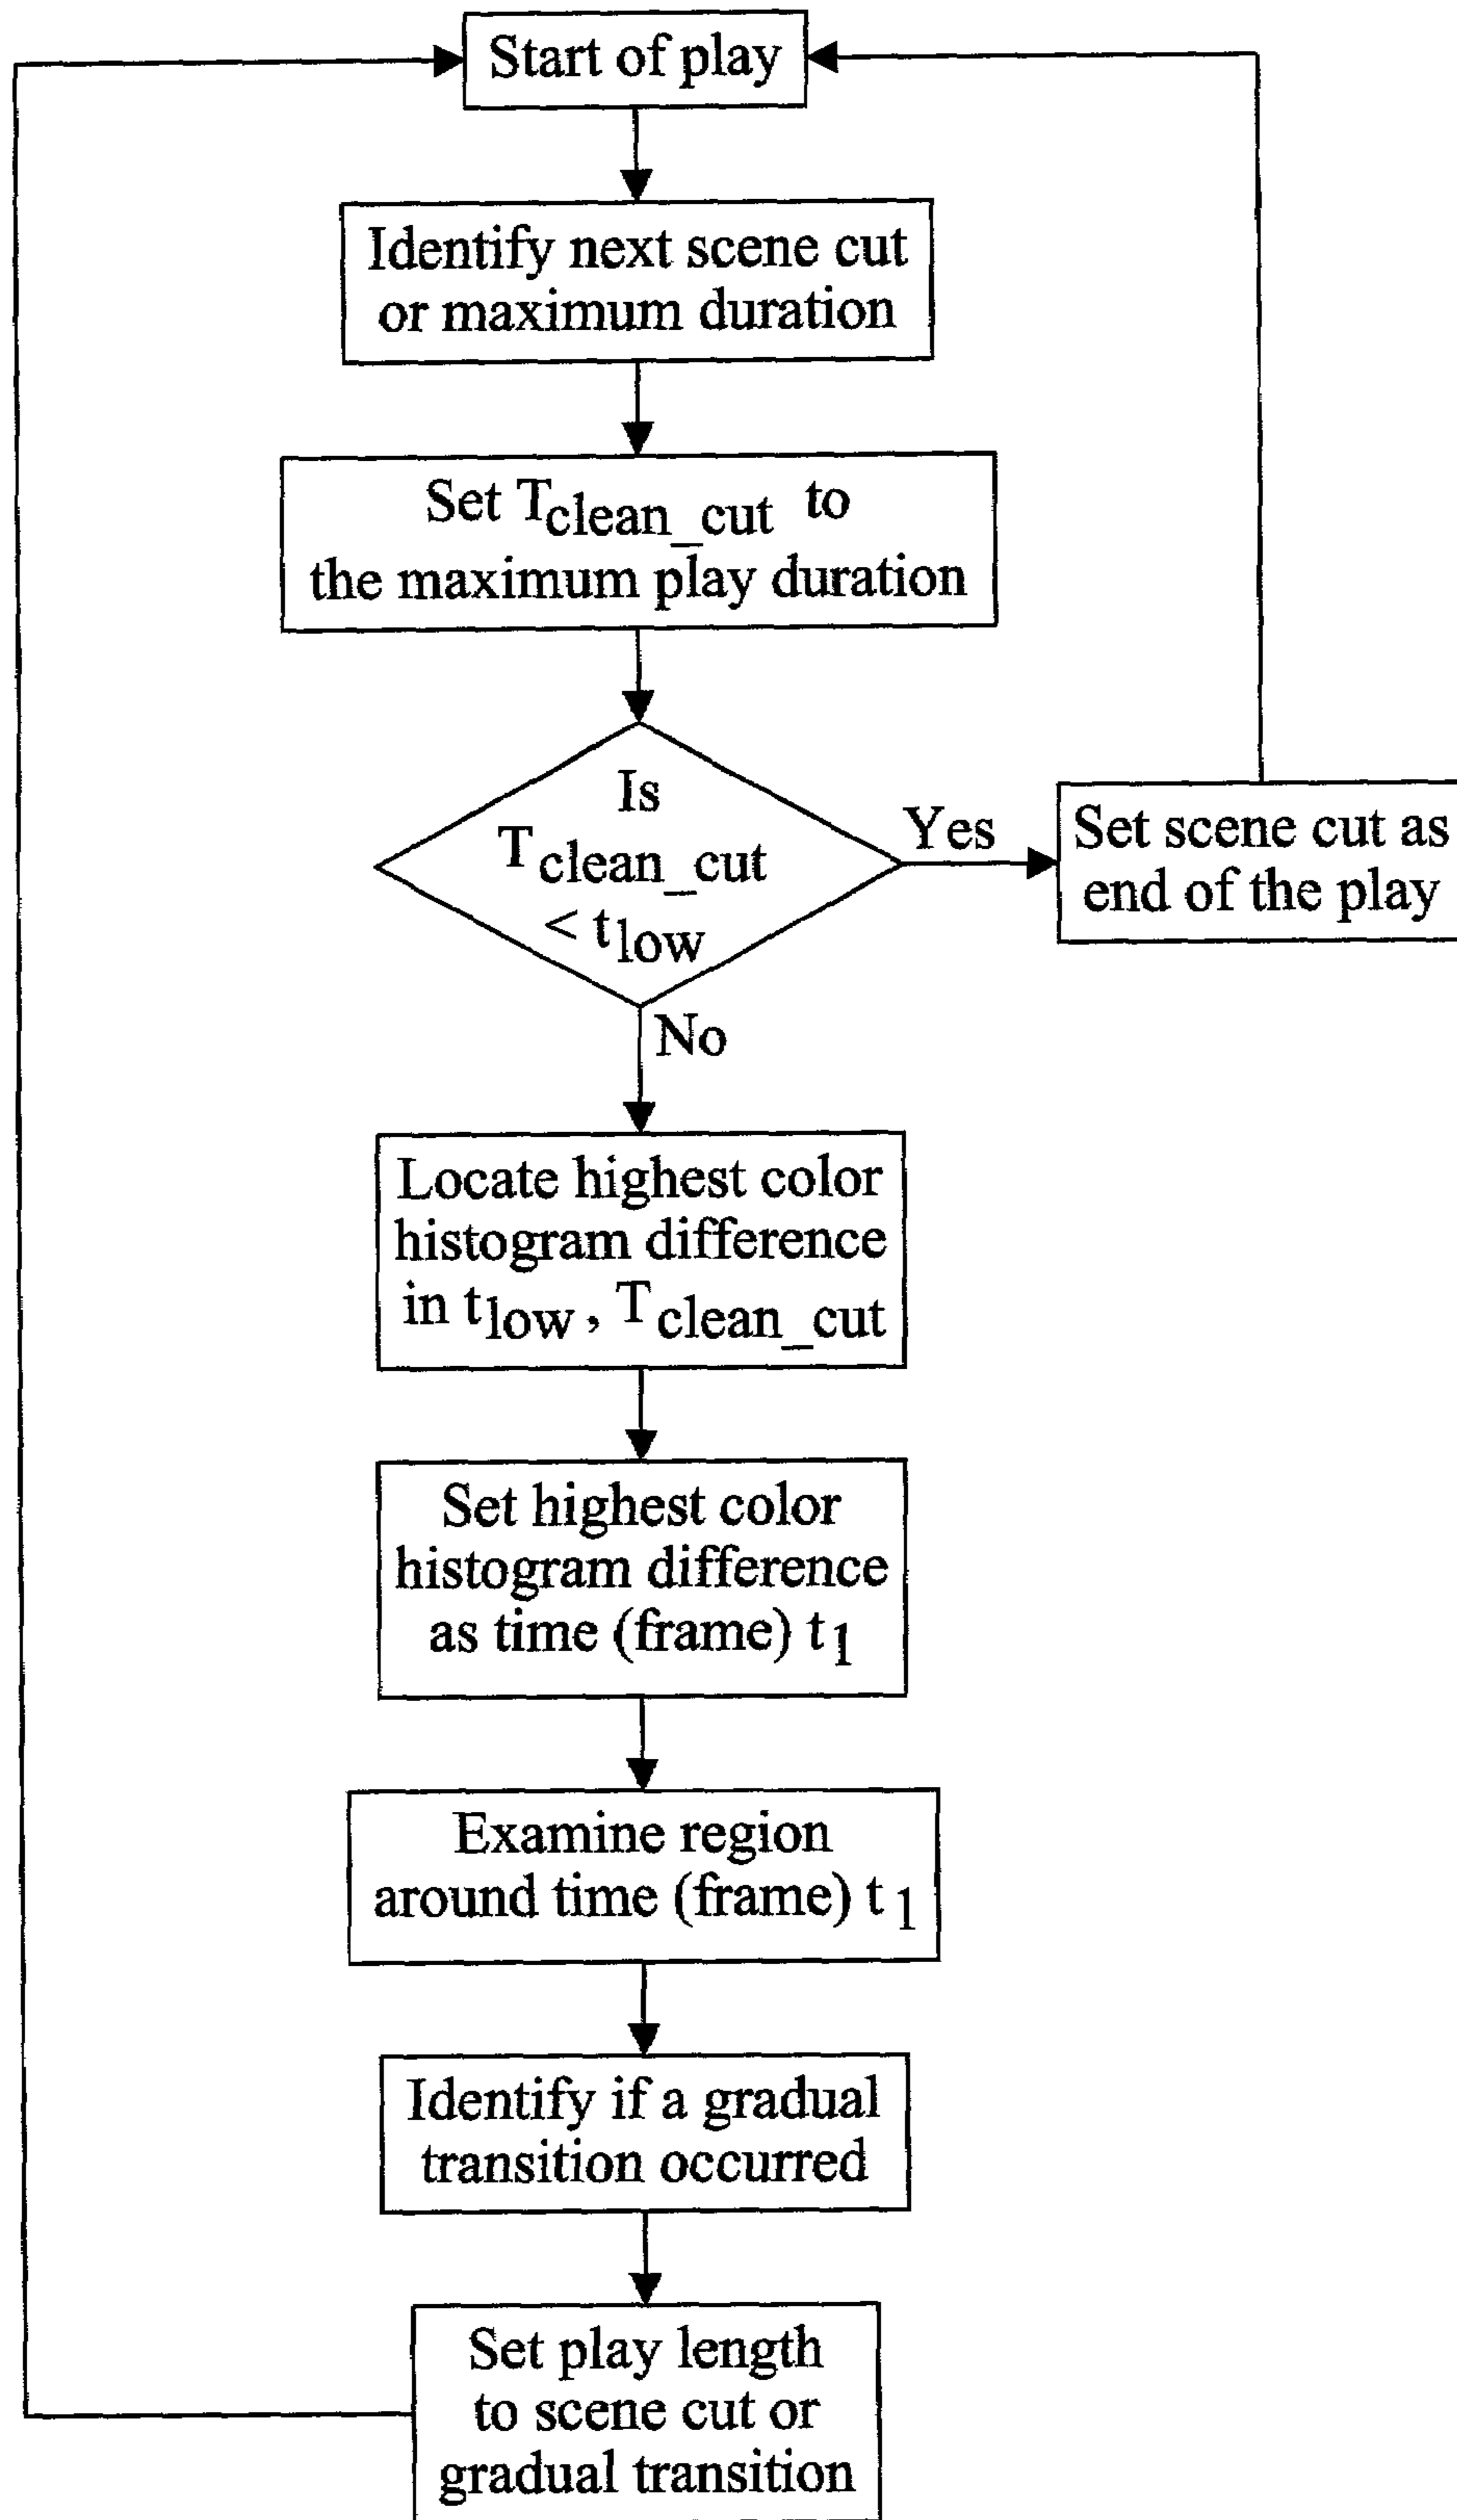 Start of play
Identify next scene cut
or maximum duration
Set Tclean_cut to
the maximum play duration
Is
Tclean_cut
< tlow
Yes
Set scene cut as
end of the play
No
Locate highest color
histogram difference
in tlow, Tclean_cut
Set highest color
histogram difference
as time (frame) t1
Examine region
around time (frame) t1
Identify if a gradual
transition occurred
Set play length
to scene cut or
gradual transition